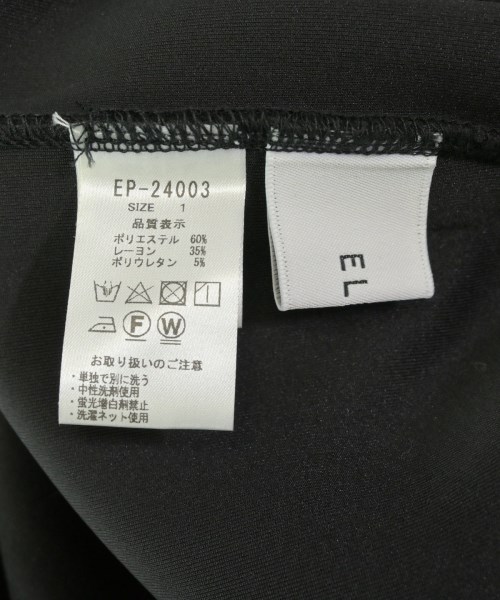 EP-24003
SIZE 1
品質表示
ポリエステル 60%
レーヨン 35%
ポリウレタン 5%
F W
お取り扱いのご注意
・単独で別に洗う
・中性洗剤使用
・蛍光増白剤禁止
・洗濯ネット使用
EL